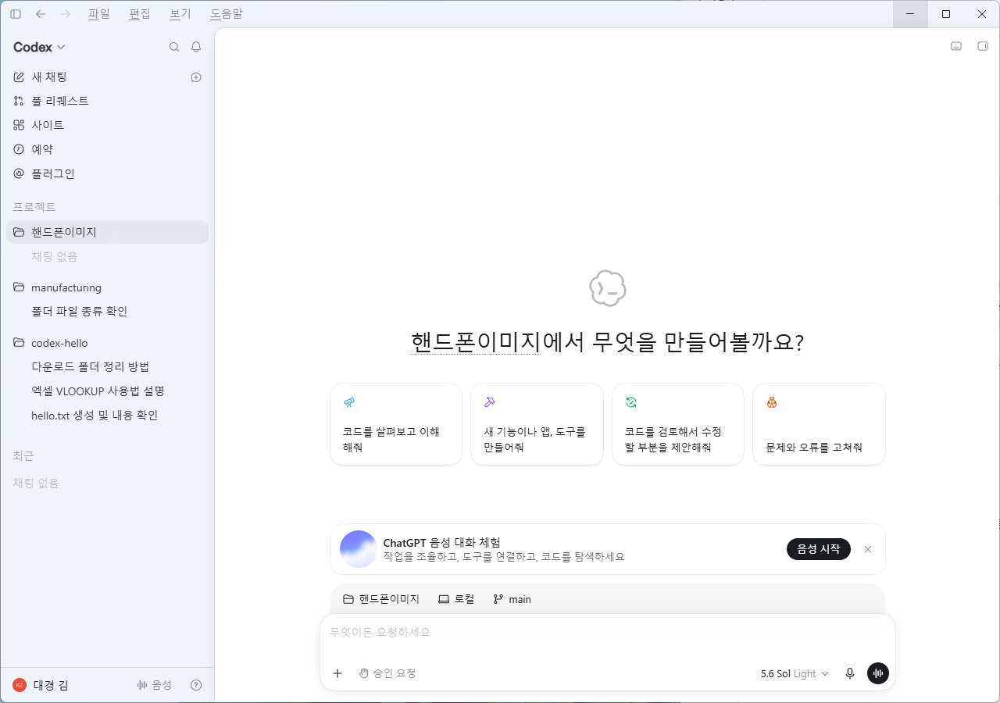 파일 편집 보기 도움말
Codex
새 채팅
풀 리퀘스트
사이트
예약
플러그인
프로젝트
핸드폰이미지
채팅 없음
manufacturing
폴더 파일 종류 확인
codex-hello
다운로드 폴더 정리 방법
엑셀 VLOOKUP 사용법 설명
hello.txt 생성 및 내용 확인
최근
채팅 없음
KZ 대경 김 음성
핸드폰이미지에서 무엇을 만들어볼까요?
코드를 살펴보고 이해
해줘
새 기능이나 앱, 도구를
만들어줘
코드를 검토해서 수정
할 부분을 제안해줘
문제와 오류를 고쳐줘
ChatGPT 음성 대화 체험
작업을 조율하고, 도구를 연결하고, 코드를 탐색하세요
음성 시작
핸드폰이미지 로컬 main
무엇이든 요청하세요
승인 요청 5.6 Sol Light